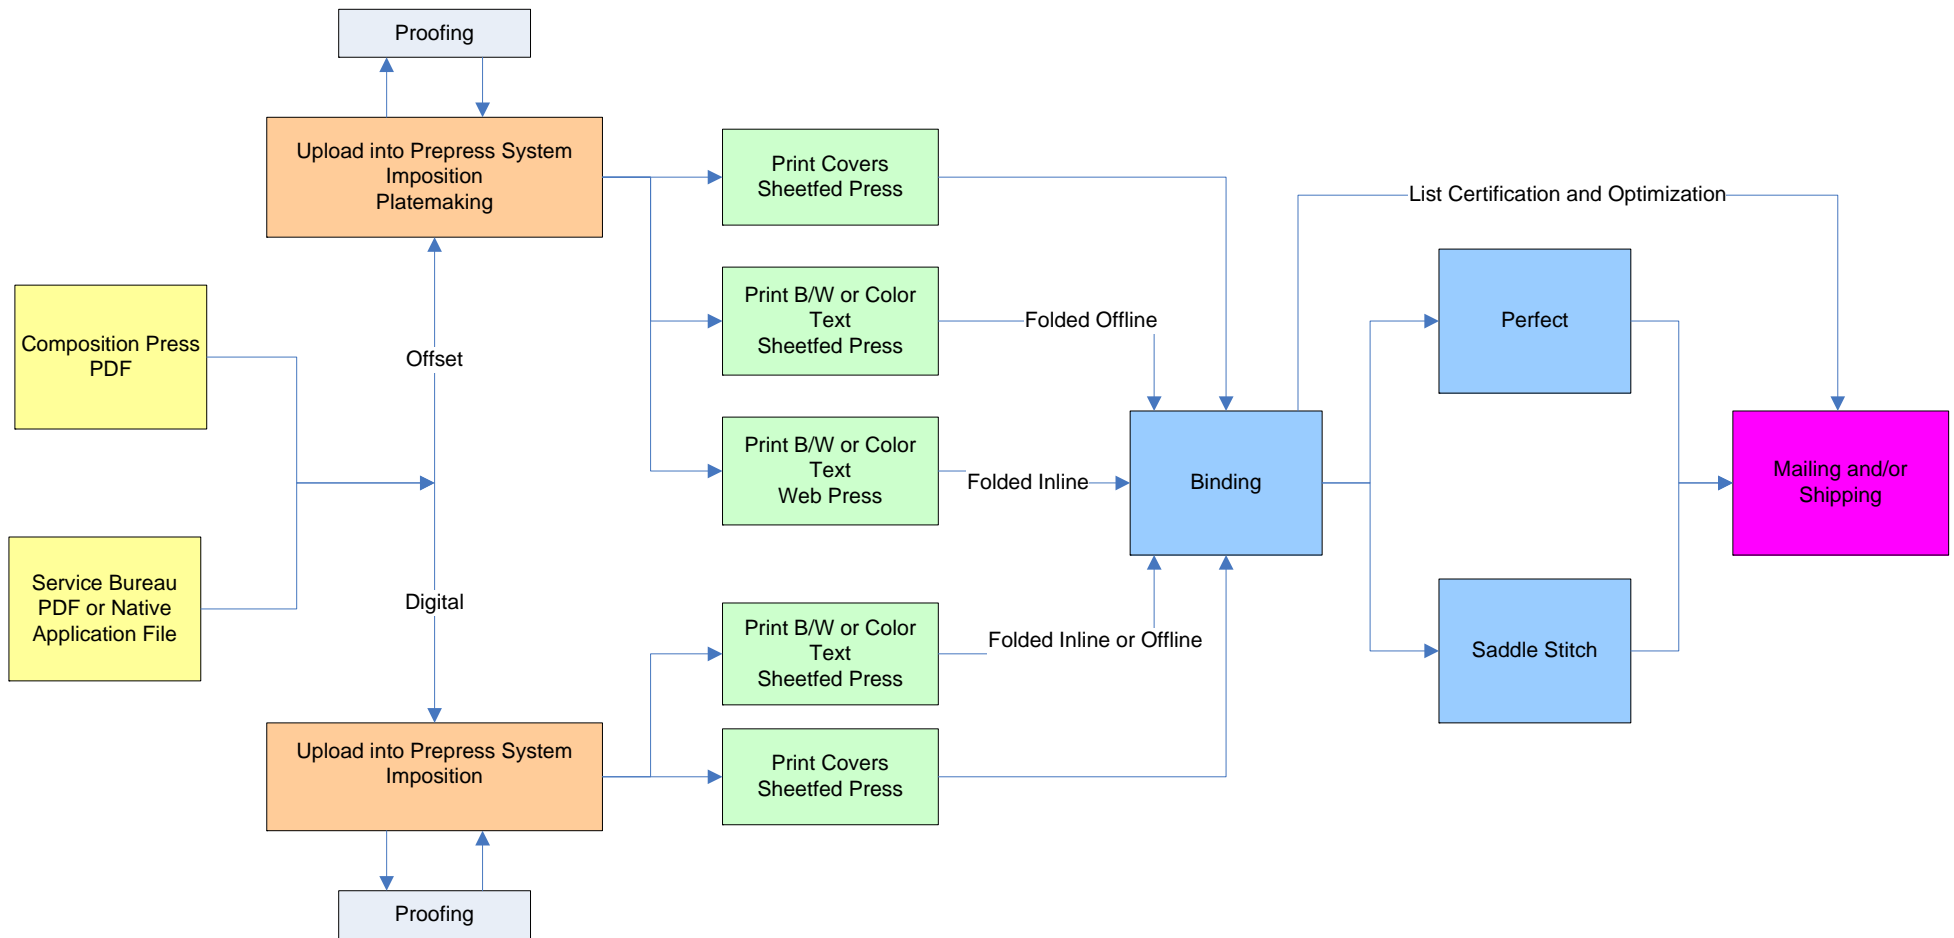 Proofing
Upload into Prepress System
Imposition
Platemaking
Print Covers
Sheetfed Press
List Certification and Optimization
Composition Press
PDF
Offset
Print B/W or Color
Text
Sheetfed Press
Folded Offline
Perfect
Print B/W or Color
Text
Web Press
Folded Inline
Binding
Mailing and/or
Shipping
Service Bureau
PDF or Native
Application File
Digital
Print B/W or Color
Text
Sheetfed Press
Folded Inline or Offline
Saddle Stitch
Upload into Prepress System
Imposition
Print Covers
Sheetfed Press
Proofing